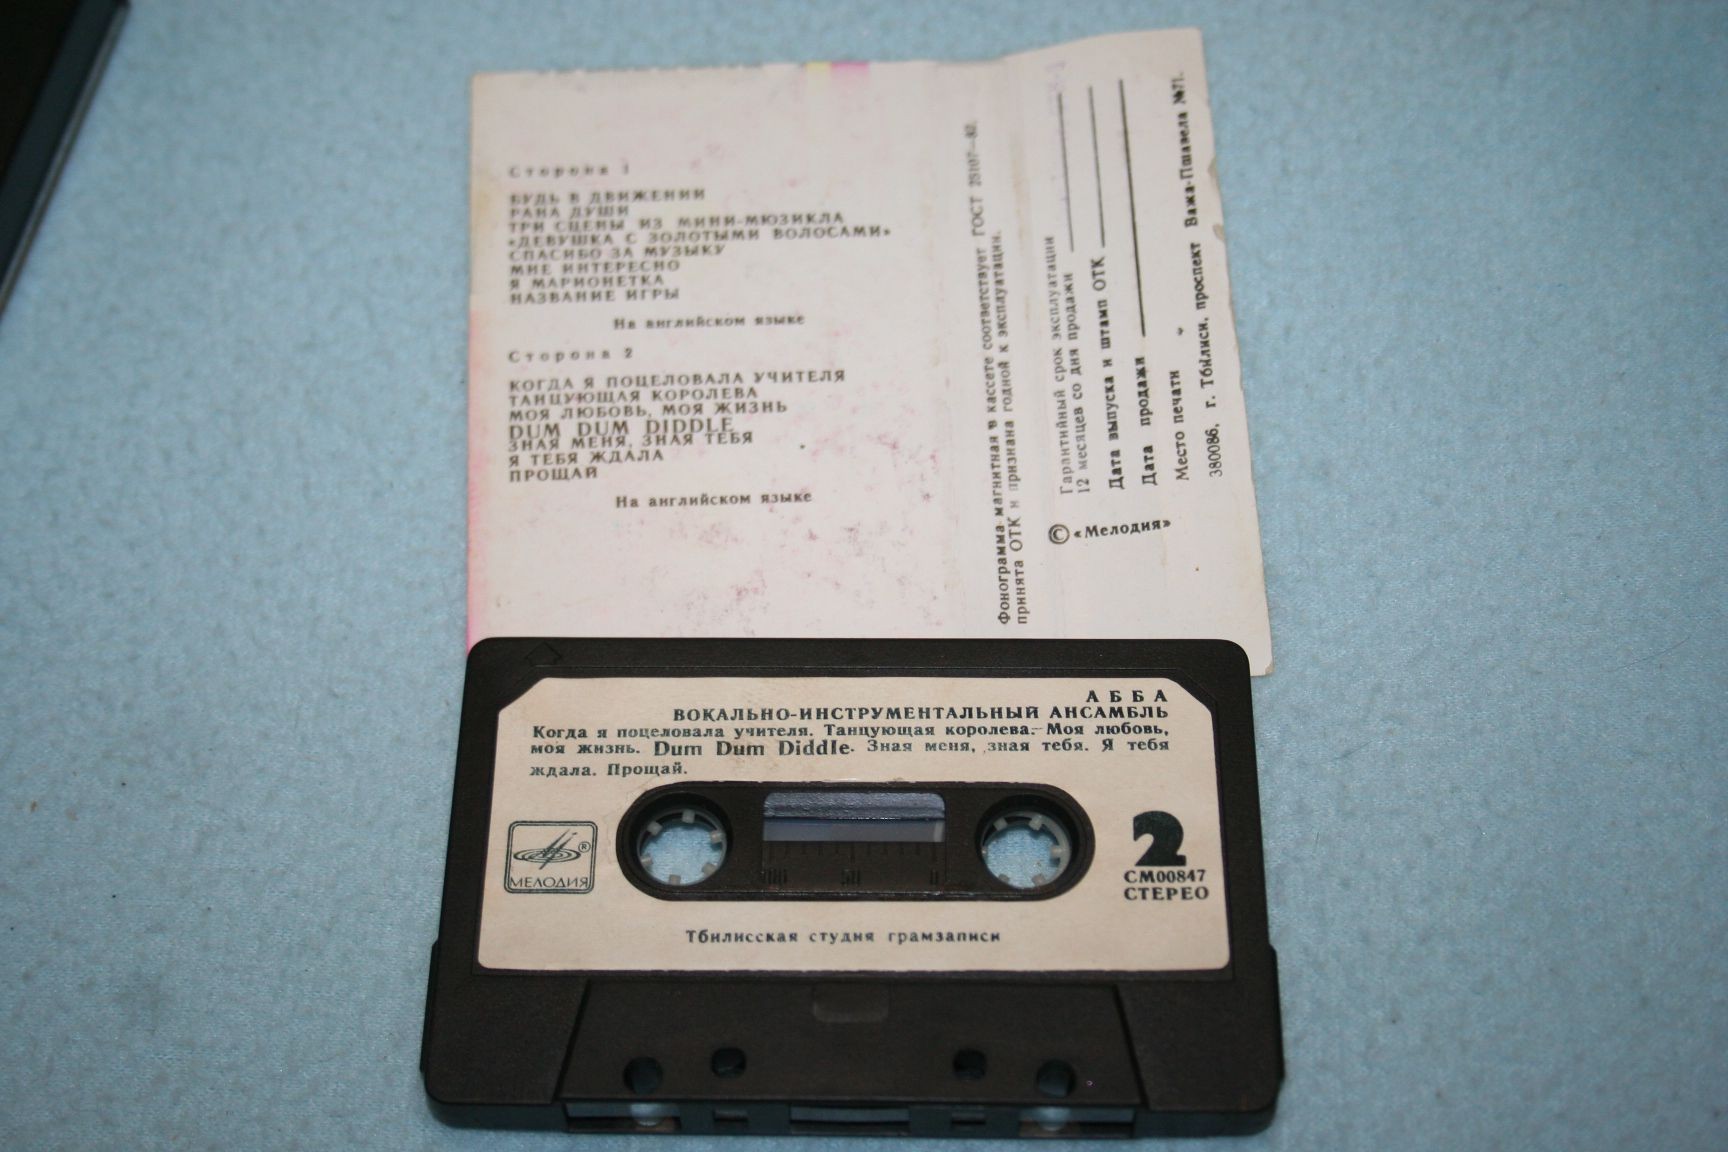 Сторона 1
БУДЬ В ДВИЖЕНИИ
РАНА ДУШИ
ТРИ СЦЕНЫ ИЗ МИНИ-МЮЗИКЛА
«ДЕВУШКА С ЗОЛОТЫМИ ВОЛОСАМИ»
СПАСИБО ЗА МУЗЫКУ
МНЕ ИНТЕРЕСНО
Я МАРИОНЕТКА
НАЗВАНИЕ ИГРЫ
На английском языке
Сторона 2
КОГДА Я ПОЦЕЛОВАЛА УЧИТЕЛЯ
ТАНЦУЮЩАЯ КОРОЛЕВА
МОЯ ЛЮБОВЬ, МОЯ ЖИЗНЬ
DUM DUM DIDDLE
ЗНАЯ МЕНЯ, ЗНАЯ ТЕБЯ
Я ТЕБЯ ЖДАЛА
ПРОЩАЙ
На английском языке
Фонограмма магнитная в кассете соответствует ГОСТ 28107—82,
принята ОТК и признана годной к эксплуатации.
Гарантийный срок эксплуатации
12 месяцев со дня продажи
Дата выпуска и штамп ОТК
Дата продажи
Место печати
380086, г. Тбилиси, проспект Важа-Пшавела №71.
© «Мелодия»
АББА
ВОКАЛЬНО-ИНСТРУМЕНТАЛЬНЫЙ АНСАМБЛЬ
Когда я поцеловала учителя. Танцующая королева. Моя любовь,
моя жизнь. Dum Dum Diddle. Зная меня, зная тебя. Я тебя
ждала. Прощай.
®
МЕЛОДИЯ
100 50 0
2
СМ00847
СТЕРЕО
Тбилисская студия грамзаписи